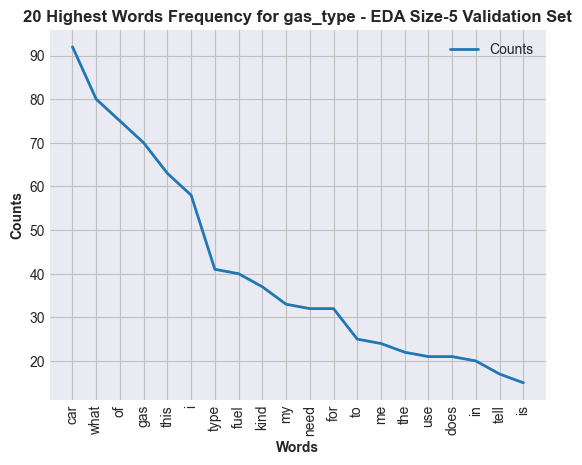 20 Highest Words Frequency for gas_type - EDA Size-5 Validation Set
Counts
90
80
70
60
50
40
30
20
Counts
car what of gas this i type fuel kind my need for to me the use does in tell is
Words